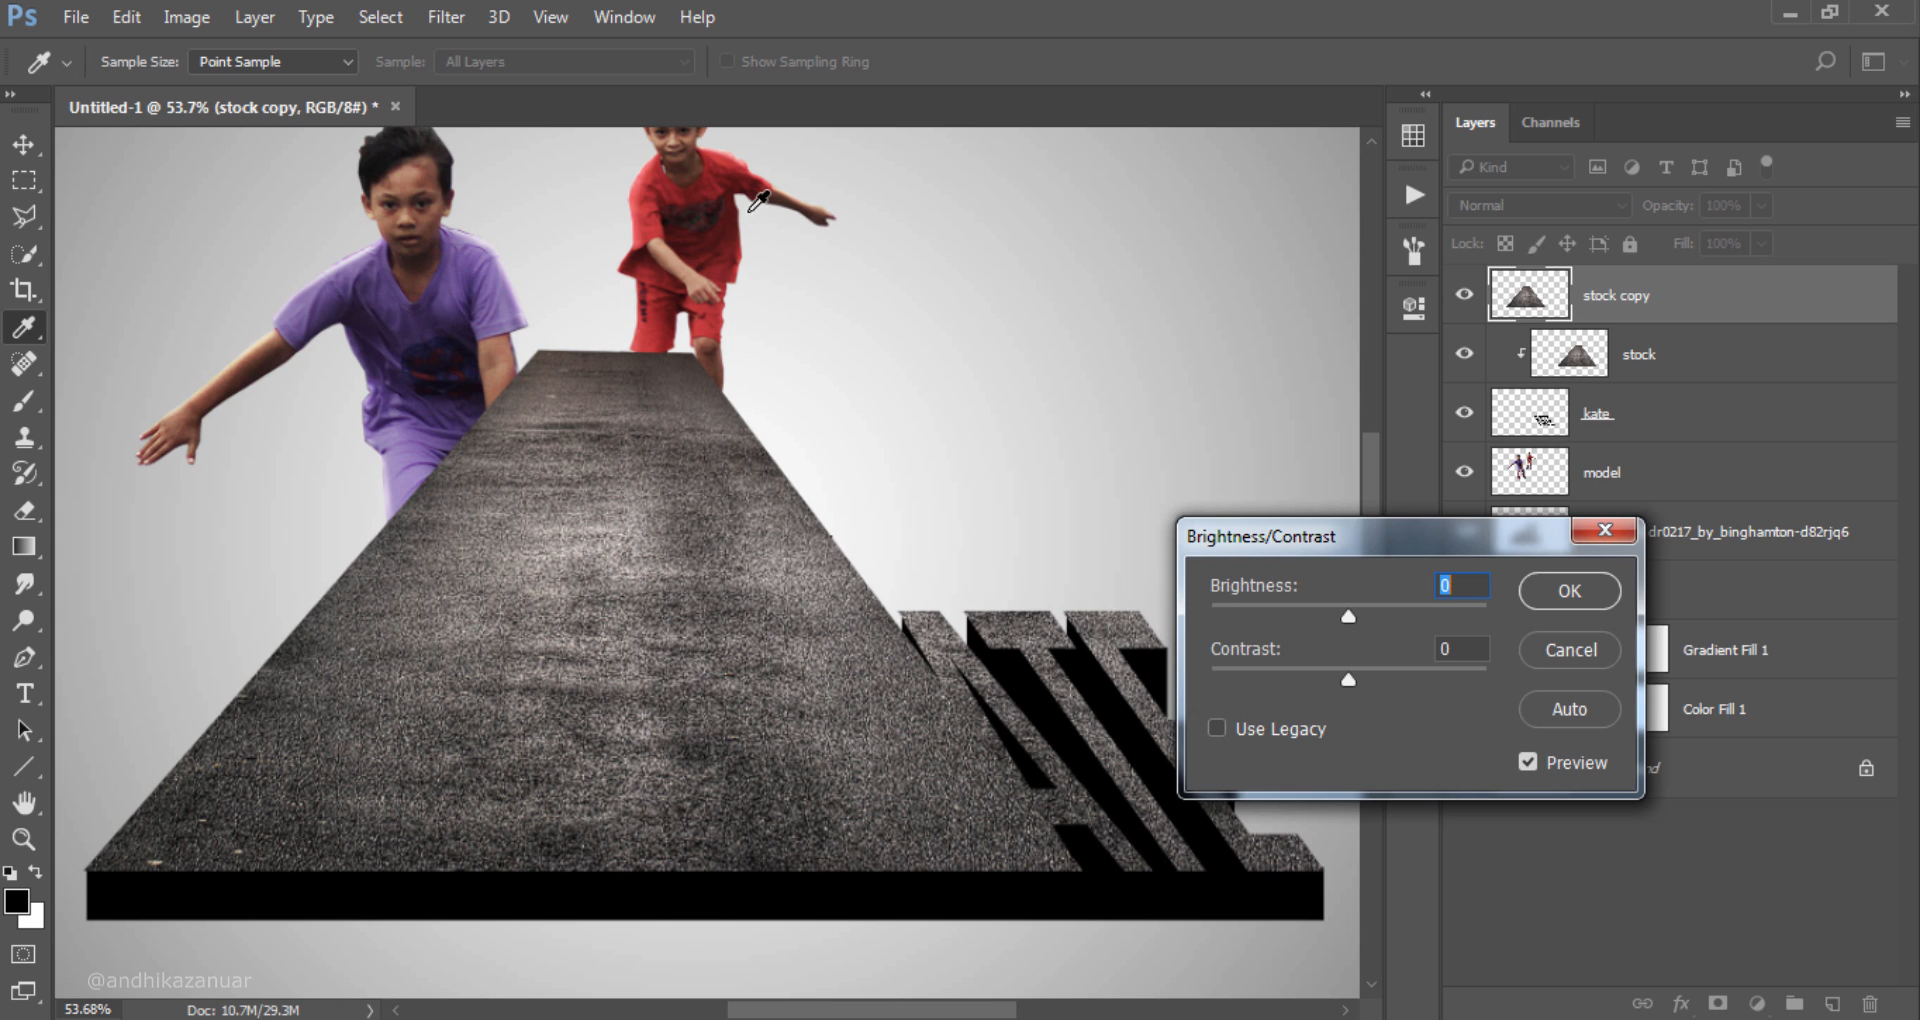 Ps File Edit Image Layer Type Select Filter 3D View Window Help
Sample Size: Point Sample Sample: All Layers Show Sampling Ring
Untitled-1 @ 53.7% (stock copy, RGB/8#) *
Layers Channels
Kind
Normal Opacity: 100%
Lock: Fill: 100%
stock copy
stock
kate
model
dr0217_by_binghamton-d82rjq6
Brightness/Contrast
Brightness: 0 OK
Contrast: 0 Cancel
Gradient Fill 1
Auto
Color Fill 1
Use Legacy
Preview
nd
@andhikazanuar
53.68% Doc: 10.7M/29.3M